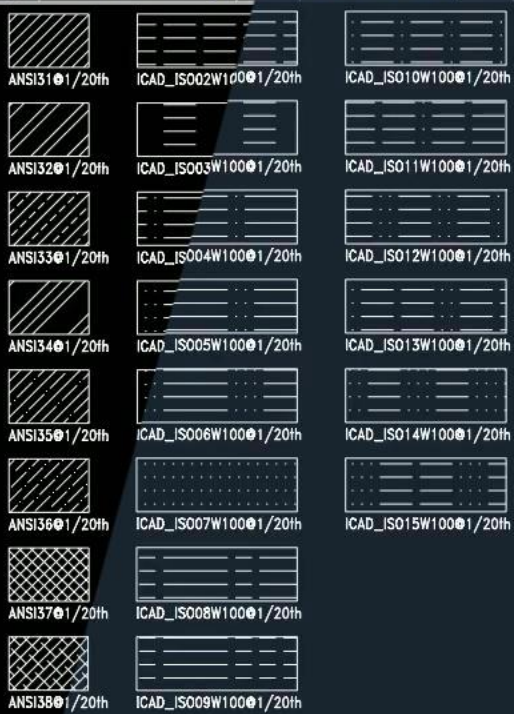 ANSI31@1/20th ICAD_ISO02W100@1/20th ICAD_ISO10W100@1/20th
ANSI32@1/20th ICAD_ISO03W100@1/20th ICAD_ISO11W100@1/20th
ANSI33@1/20th ICAD_ISO04W100@1/20th ICAD_ISO12W100@1/20th
ANSI34@1/20th ICAD_ISO05W100@1/20th ICAD_ISO13W100@1/20th
ANSI35@1/20th ICAD_ISO06W100@1/20th ICAD_ISO14W100@1/20th
ANSI36@1/20th ICAD_ISO07W100@1/20th ICAD_ISO15W100@1/20th
ANSI37@1/20th ICAD_ISO08W100@1/20th
ANSI38@1/20th ICAD_ISO09W100@1/20th